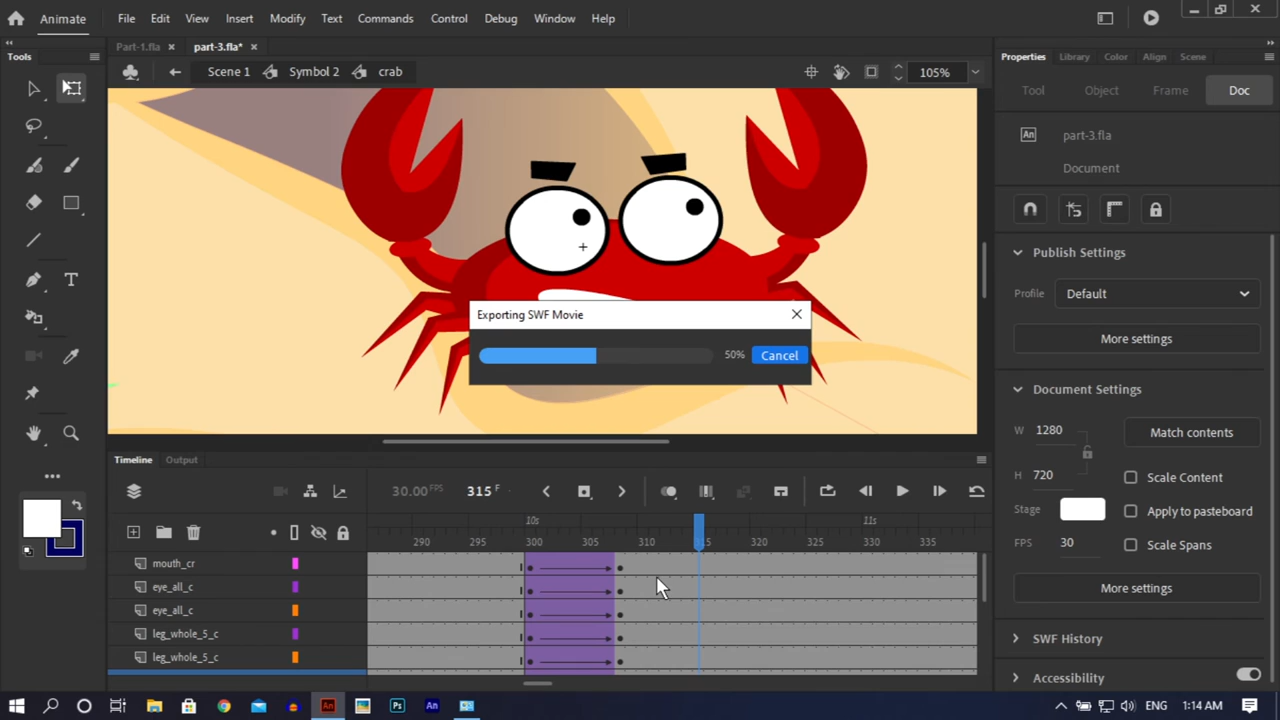 Animate File Edit View Insert Modify Text Commands Control Debug Window Help
Part-1.fla part-3.fla*
Tools
Scene 1 Symbol 2 crab 105%
Properties Library Color Align Scene
Tool Object Frame Doc
An part-3.fla
Document
Publish Settings
Profile Default
More settings
Document Settings
W 1280 Match contents
H 720 Scale Content
Stage Apply to pasteboard
FPS 30 Scale Spans
More settings
SWF History
Accessibility
Exporting SWF Movie
50% Cancel
T
Timeline Output
30.00 FPS 315 F
10s 11s
290 295 300 305 310 315 320 325 330 335
mouth_cr
eye_all_c
eye_all_c
leg_whole_5_c
leg_whole_5_c
An Ps An ENG 1:14 AM